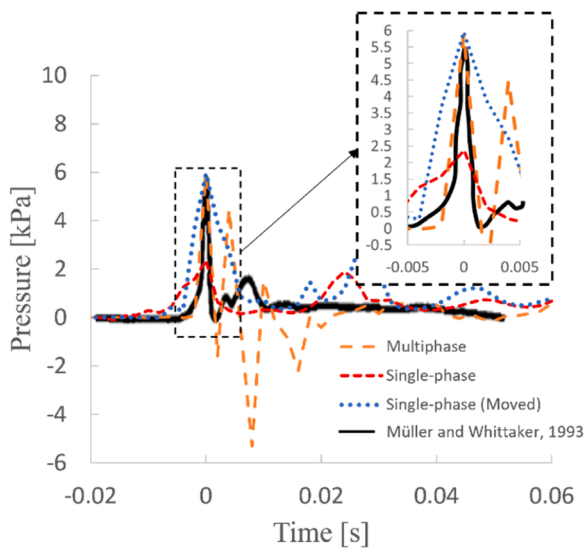 Pressure [kPa]
10
8
6
4
2
0
-2
-4
-6
-0.02 0 0.02 0.04 0.06
Time [s]
6
5.5
5
4.5
4
3.5
3
2.5
2
1.5
1
0.5
0
-0.5
-0.005 0 0.005
Multiphase
Single-phase
Single-phase (Moved)
Müller and Whittaker, 1993